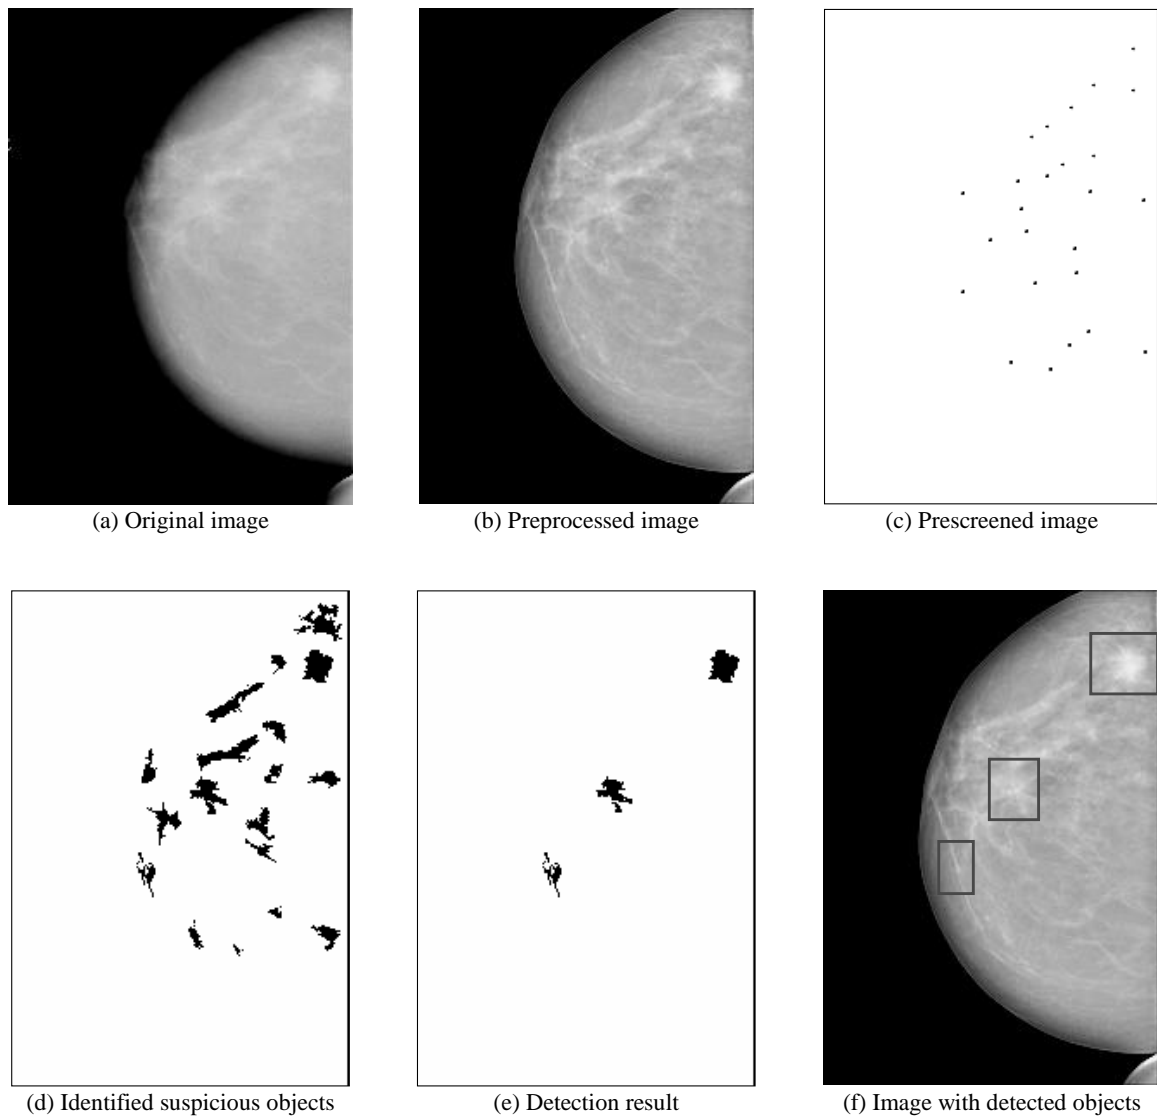 (a) Original image
(b) Preprocessed image
(c) Prescreened image
(d) Identified suspicious objects
(e) Detection result
(f) Image with detected objects